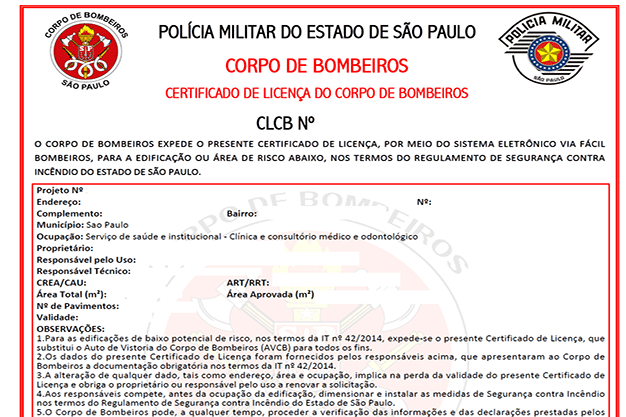 CORPO DE BOMBEIROS
SÃO PAULO
POLÍCIA MILITAR DO ESTADO DE SÃO PAULO
POLICIA MILITAR
SÃO PAULO
CORPO DE BOMBEIROS
CERTIFICADO DE LICENÇA DO CORPO DE BOMBEIROS
CLCB Nº
O CORPO DE BOMBEIROS EXPEDE O PRESENTE CERTIFICADO DE LICENÇA, POR MEIO DO SISTEMA ELETRÔNICO VIA FÁCIL
BOMBEIROS, PARA A EDIFICAÇÃO OU ÁREA DE RISCO ABAIXO, NOS TERMOS DO REGULAMENTO DE SEGURANÇA CONTRA
INCÊNDIO DO ESTADO DE SÃO PAULO.
CORPO DE BOMBEIROS
Projeto Nº
Endereço: Nº:
Complemento: Bairro:
Município: Sao Paulo
Ocupação: Serviço de saúde e institucional - Clínica e consultório médico e odontológico
Proprietário:
Responsável pelo Uso:
Responsável Técnico:
CREA/CAU: ART/RRT:
Área Total (m²): Área Aprovada (m²)
Nº de Pavimentos:
Validade:
OBSERVAÇÕES:
1.Para as edificações de baixo potencial de risco, nos termos da IT nº 42/2014, expede-se o presente Certificado de Licença, que
substitui o Auto de Vistoria do Corpo de Bombeiros (AVCB) para todos os fins.
2.Os dados do presente Certificado de Licença foram fornecidos pelos responsáveis acima, que apresentaram ao Corpo de
Bombeiros a documentação obrigatória nos termos da IT nº 42/2014.
3.A alteração de qualquer dado, tais como endereço, área e ocupação, implica na perda da validade do presente Certificado de
Licença e obriga o proprietário ou responsável pelo uso a renovar a solicitação.
4.Aos responsáveis compete, antes da ocupação da edificação, dimensionar e instalar as medidas de Segurança contra Incêndio
nos termos do Regulamento de Segurança contra Incêndio do Estado de São Paulo.
5.O Corpo de Bombeiros pode, a qualquer tempo, proceder a verificação das informações e das declarações prestadas pelos